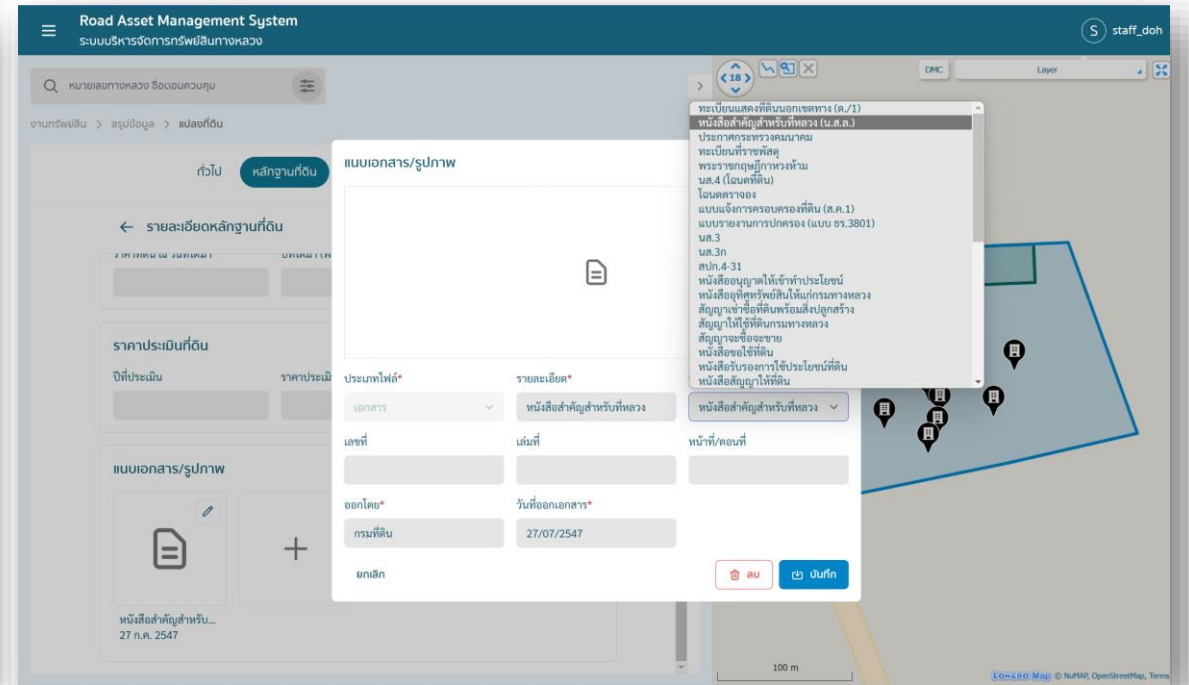 Road Asset Management System
ระบบบริหารจัดการทรัพย์สินทางหลวง
S staff_doh
หมายเลขทางหลวง ชื่อตอนควบคุม
งานทรัพย์สิน > สรุปข้อมูล > แปลงที่ดิน
ทั่วไป
หลักฐานที่ดิน
← รายละเอียดหลักฐานที่ดิน
ราคาประเมินที่ดิน
ปีที่ประเมิน
แนบเอกสาร/รูปภาพ
หนังสือสำคัญสำหรับ...
27 ก.ค. 2547
แนบเอกสาร/รูปภาพ
ประเภทไฟล์*
เอกสาร
รายละเอียด*
หนังสือสำคัญสำหรับที่หลวง
หนังสือสำคัญสำหรับที่หลวง
เลขที่
เล่มที่
หน้าที่/ตอนที่
ออกโดย*
กรมที่ดิน
วันที่ออกเอกสาร*
27/07/2547
ยกเลิก
ลบ
บันทึก
18
DMC
Layer
ทะเบียนแสดงที่ดินนอกเขตทาง (ด./1)
หนังสือสำคัญสำหรับที่หลวง (น.ส.ล.)
ประกาศกระทรวงคมนาคม
ทะเบียนที่ราชพัสดุ
พระราชกฤษฎีกาหวงห้าม
นส.4 (โฉนดที่ดิน)
โฉนดตราจอง
แบบแจ้งการครอบครองที่ดิน (ส.ค.1)
แบบรายงานการปกครอง (แบบ ธร.3801)
นส.3
นส.3ก
สปก.4-31
หนังสืออนุญาตให้เข้าทำประโยชน์
หนังสืออุทิศทรัพย์สินให้แก่กรมทางหลวง
สัญญาเช่าซื้อที่ดินพร้อมสิ่งปลูกสร้าง
สัญญาให้ใช้ที่ดินกรมทางหลวง
สัญญาจะซื้อจะขาย
หนังสือขอใช้ที่ดิน
หนังสือรับรองการใช้ประโยชน์ที่ดิน
หนังสือสัญญาให้ที่ดิน
100 m
Longdo Map © NuMAP, OpenStreetMap, Terms